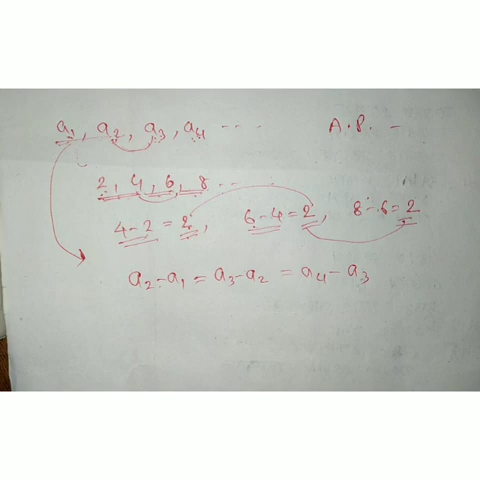 a₁, a₂, a₃, a₄ .... A.P. –
2, 4, 6, 8 ....
4 - 2 = 2, 6 - 4 = 2, 8 - 6 = 2
a₂ - a₁ = a₃ - a₂ = a₄ - a₃